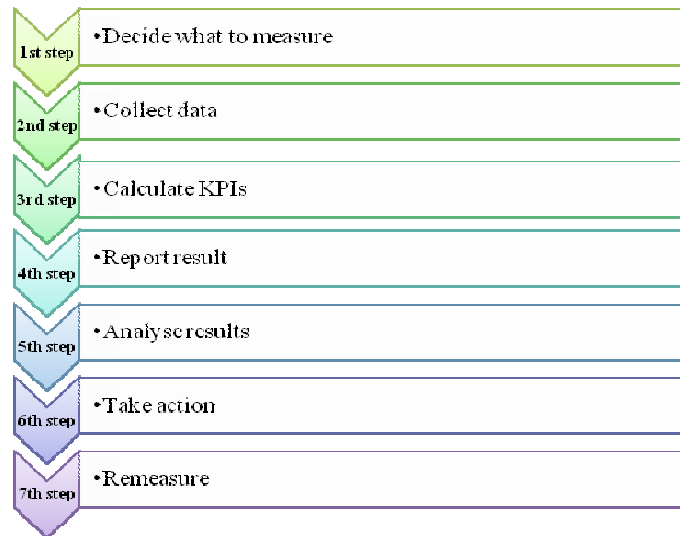 1st step
•Decide what to measure
2nd step
•Collect data
3rd step
•Calculate KPIs
4th step
•Report result
5th step
•Analyse results
6th step
•Take action
7th step
•Remeasure